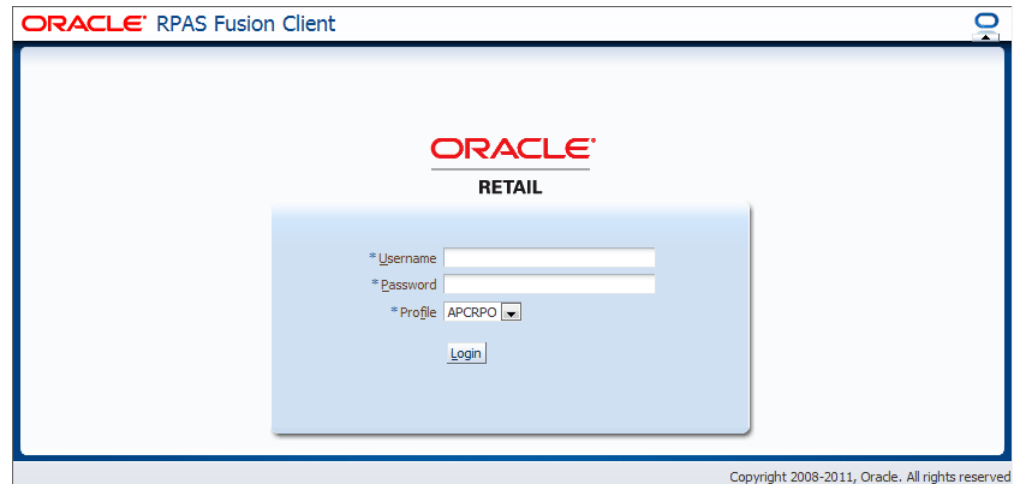 ORACLE RPAS Fusion Client
ORACLE
RETAIL
* Username
* Password
* Profile APCRPO
Login
Copyright 2008-2011, Oracle. All rights reserved